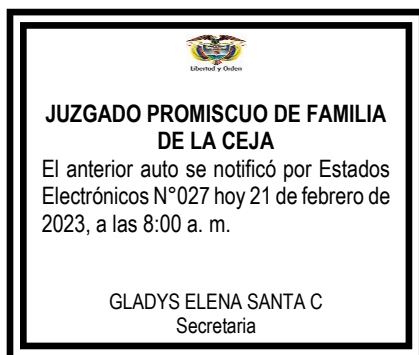 Libertad y Orden
JUZGADO PROMISCUO DE FAMILIA
DE LA CEJA
El anterior auto se notificó por Estados
Electrónicos N°027 hoy 21 de febrero de
2023, a las 8:00 a. m.
GLADYS ELENA SANTA C
Secretaria